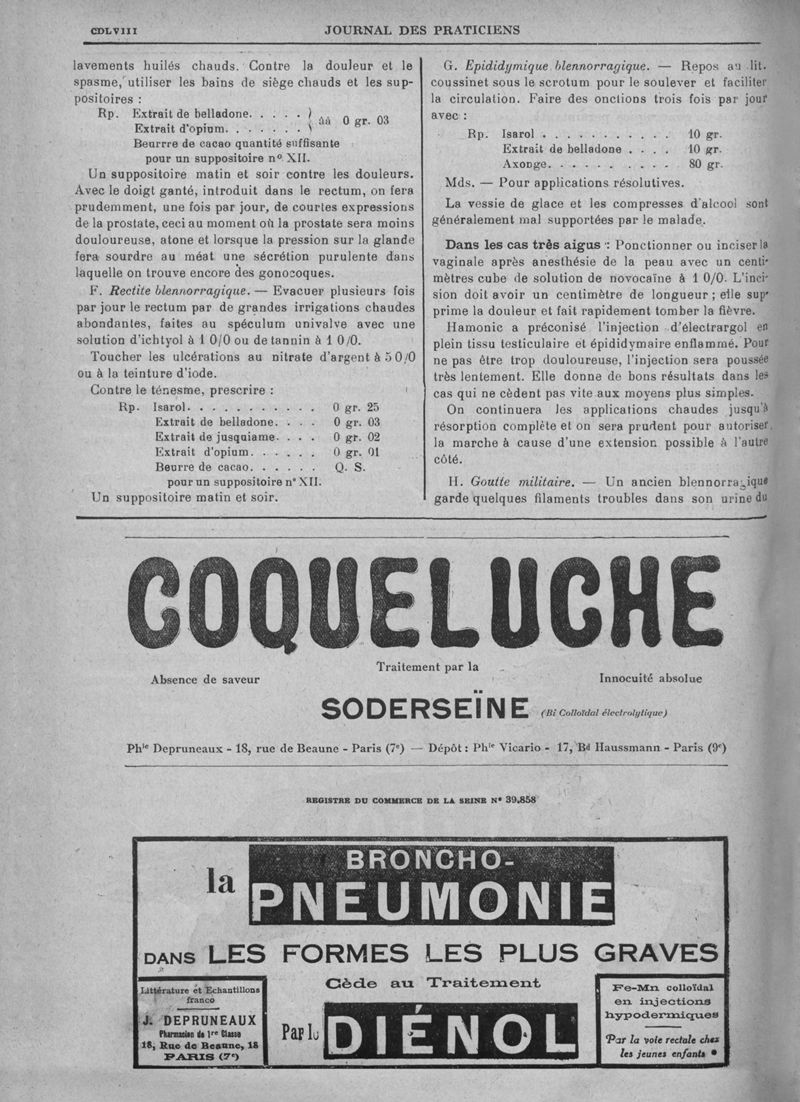 CDLVIII
JOURNAL DES PRATICIENS
lavements huilés chauds. Contre la douleur et le
spasme, utiliser les bains de siège chauds et les sup-
positoires :
Rp. Extrait de belladone. . . . . } àà 0 gr. 03
Extrait d'opium. . . . . . .
Beurrre de cacao quantité suffisante
pour un suppositoire n° XII.
Un suppositoire matin et soir contre les douleurs.
Avec le doigt ganté, introduit dans le rectum, on fera
prudemment, une fois par jour, de courtes expressions
de la prostate, ceci au moment où la prostate sera moins
douloureuse, atone et lorsque la pression sur la glande
fera sourdre au méat une sécrétion purulente dans
laquelle on trouve encore des gonocoques.
F. Rectite blennorragique. — Evacuer plusieurs fois
par jour le rectum par de grandes irrigations chaudes
abondantes, faites au spéculum univalve avec une
solution d'ichtyol à 1 0/0 ou de tannin à 1 0/0.
Toucher les ulcérations au nitrate d'argent à 5 0/0
ou à la teinture d'iode.
Contre le ténesme, prescrire :
Rp. Isarol. . . . . . . . . . . 0 gr. 25
Extrait de belladone. . . . 0 gr. 03
Extrait de jusquiame. . . . 0 gr. 02
Extrait d'opium. . . . . . 0 gr. 01
Beurre de cacao. . . . . . Q. S.
pour un suppositoire n° XII.
Un suppositoire matin et soir.
G. Epididymique blennorragique. — Repos au lit.
coussinet sous le scrotum pour le soulever et faciliter
la circulation. Faire des onctions trois fois par jour
avec :
Rp. Isarol . . . . . . . . . . . 10 gr.
Extrait de belladone . . . . 10 gr.
Axonge. . . . . . . . . . 80 gr.
Mds. — Pour applications résolutives.
La vessie de glace et les compresses d'alcool sont
généralement mal supportées par le malade.
Dans les cas très aigus : Ponctionner ou inciser la
vaginale après anesthésie de la peau avec un centi-
mètres cube de solution de novocaïne à 1 0/0. L'inci-
sion doit avoir un centimètre de longueur ; elle sup-
prime la douleur et fait rapidement tomber la fièvre.
Hamonic a préconisé l'injection d'électrargol en
plein tissu testiculaire et épididymaire enflammé. Pour
ne pas être trop douloureuse, l'injection sera poussée
très lentement. Elle donne de bons résultats dans les
cas qui ne cèdent pas vite aux moyens plus simples.
On continuera les applications chaudes jusqu'à
résorption complète et on sera prudent pour autoriser
la marche à cause d'une extension possible à l'autre
côté.
H. Goutte militaire. — Un ancien blennorragique
garde quelques filaments troubles dans son urine du
COQUELUCHE
Traitement par la
Absence de saveur
Innocuité absolue
SODERSEÏNE (Bi Colloïdal électrolytique)
Phie Depruneaux - 18, rue de Beaune - Paris (7e) — Dépôt : Phie Vicario - 17, Bd Haussmann - Paris (9e)
REGISTRE DU COMMERCE DE LA SEINE N° 39.858
la BRONCHO-
PNEUMONIE
DANS LES FORMES LES PLUS GRAVES
Cède au Traitement
Par le DIÉNOL
Littérature et Echantillons
franco
J. DEPRUNEAUX
Pharmacien de 1re Classe
18, Rue de Beaune, 18
PARIS (7e)
Fe-Mn colloïdal
en injections
hypodermiques
Par la voie rectale chez
les jeunes enfants •